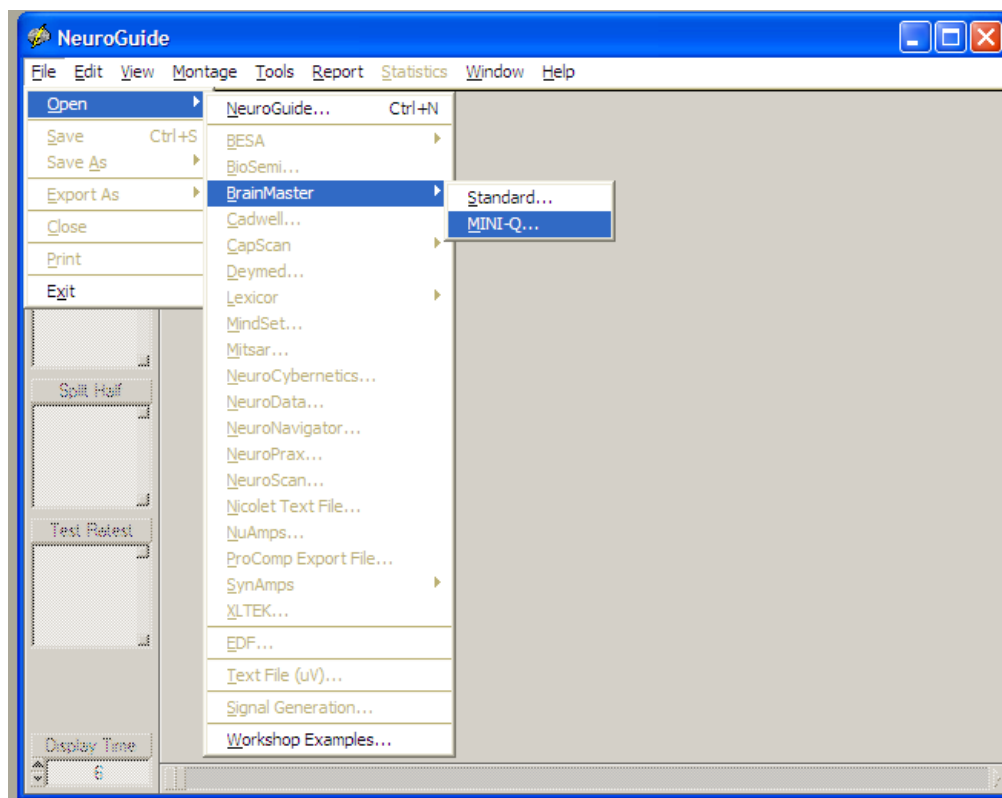 NeuroGuide
File Edit View Montage Tools Report Statistics Window Help
Open
Save Ctrl+S
Save As
Export As
Close
Print
Exit
NeuroGuide... Ctrl+N
BESA
BioSemi...
BrainMaster
Cadwell...
CapScan
Deymed...
Lexicor
MindSet...
Mitsar...
NeuroCybernetics...
NeuroData...
NeuroNavigator...
NeuroPrax...
NeuroScan...
Nicolet Text File...
NuAmps...
ProComp Export File...
SynAmps
XLTEK...
EDF...
Text File (uV)...
Signal Generation...
Workshop Examples...
Standard...
MINI-Q...
Split Half
Test Retest
Display Time
6